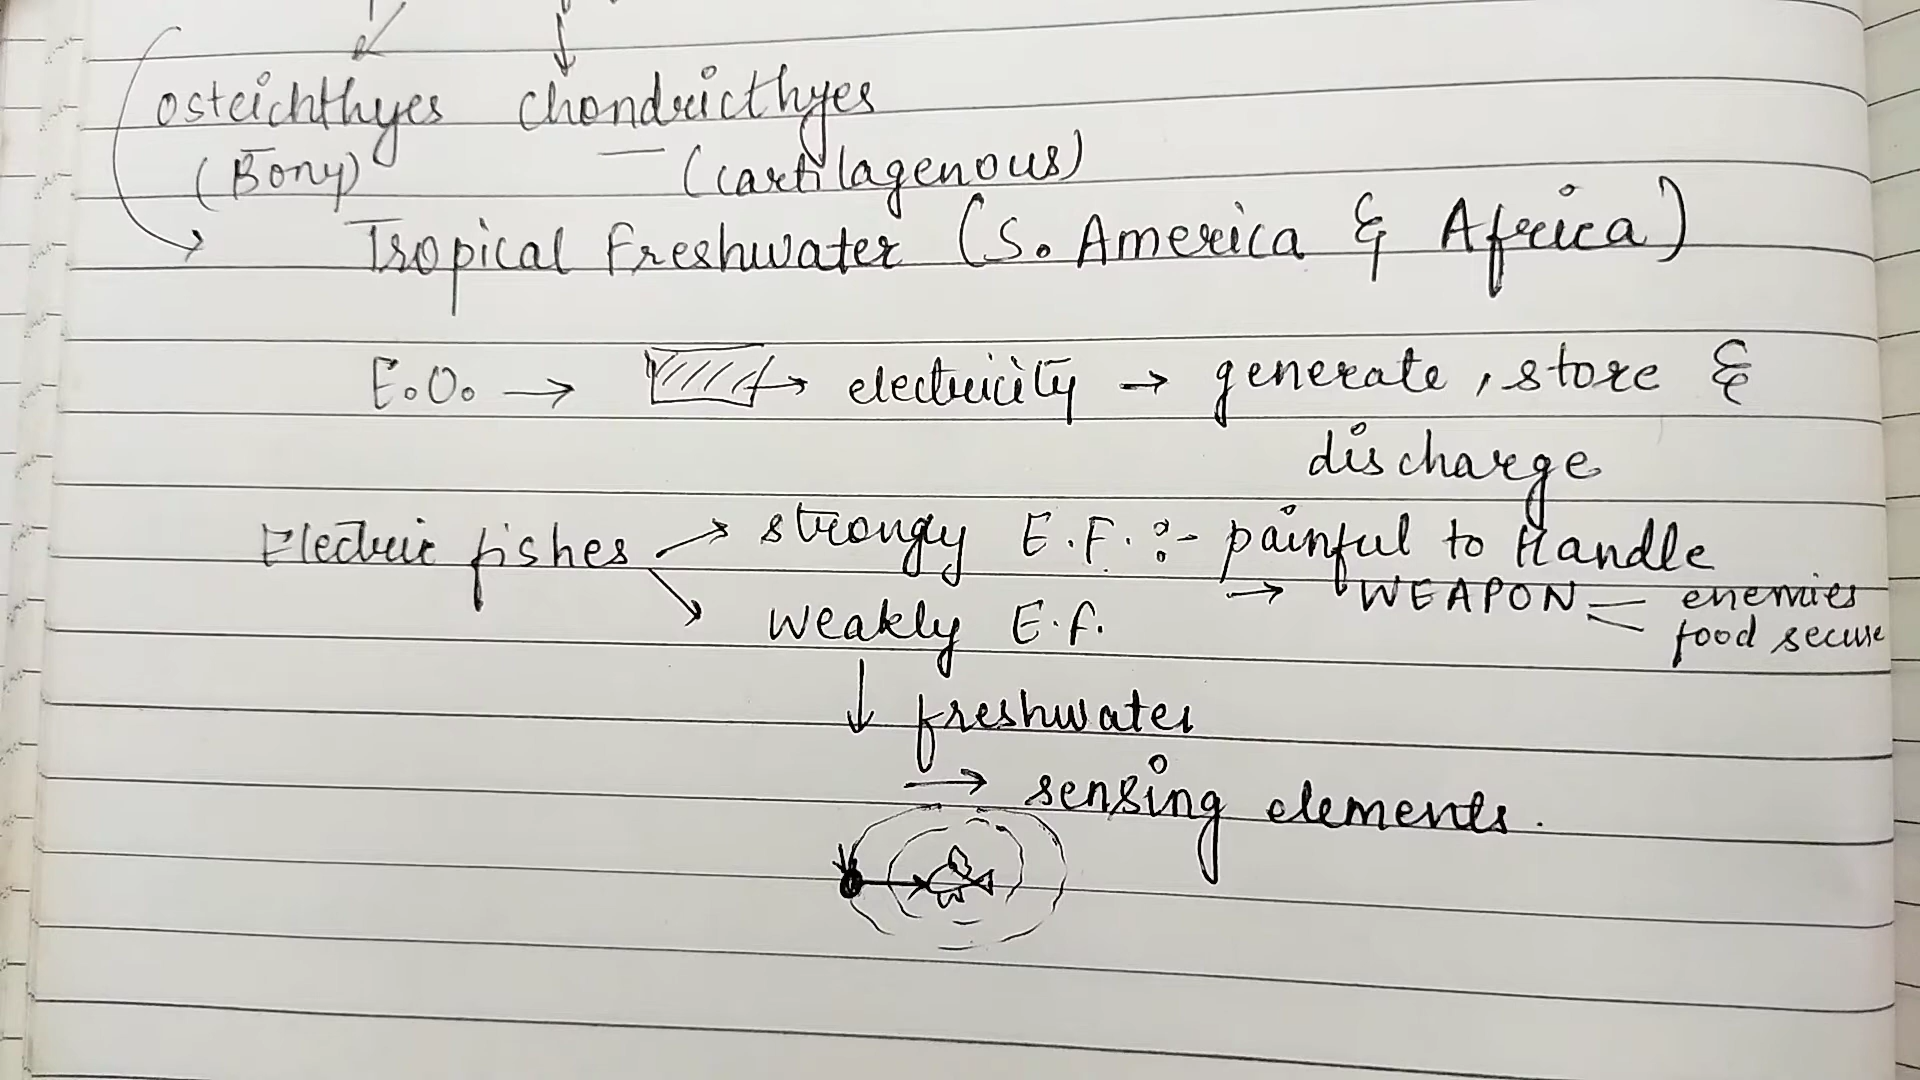 osteichthyes chondricthyes
(Bony) — (cartilagenous)
→ Tropical Freshwater (S. America & Africa)
E.O. → → electricity → generate, store &
discharge
Electric fishes → strongly E.F. :- painful to Handle
→ WEAPON = enemies
food secure
→ Weakly E.F.
↓ freshwater
→ sensing elements.